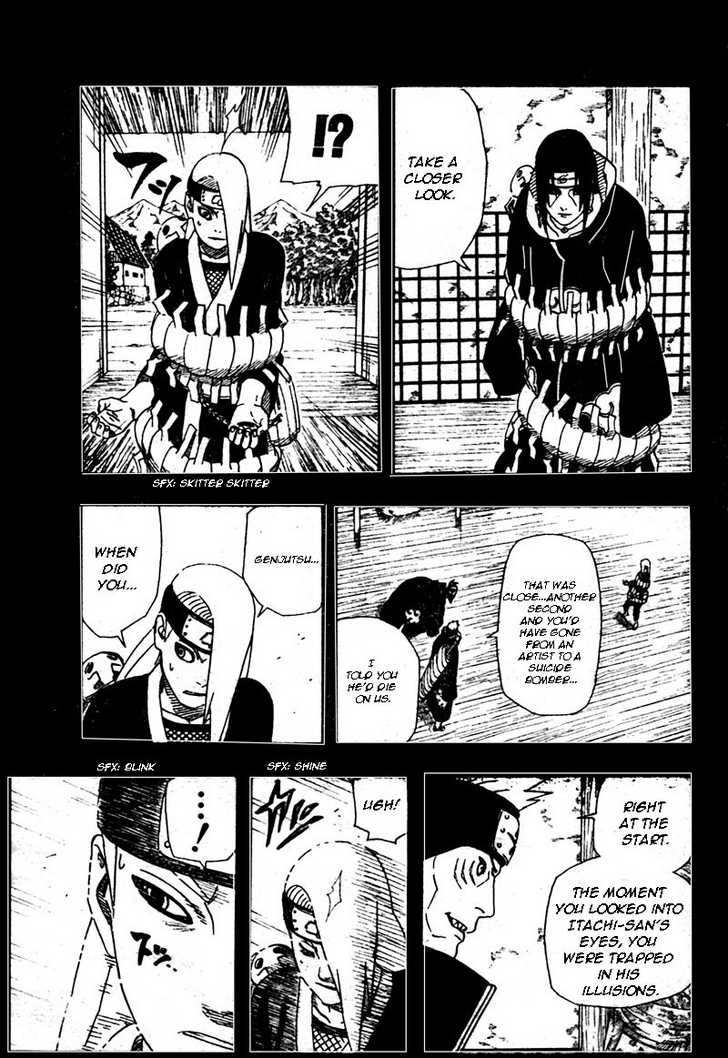 TAKE A
CLOSER
LOOK.
!?
フッ
SFX: SKITTER SKITTER
THAT WAS
CLOSE...ANOTHER
SECOND
AND YOU'D
HAVE GONE
FROM AN
ARTIST TO A
SUICIDE
BOMBER...
I
TOLD YOU
HE'D DIE
ON US.
GENJUTSU...
WHEN
DID
YOU...
RIGHT
AT THE
START.
THE MOMENT
YOU LOOKED INTO
ITACHI-SAN'S
EYES, YOU
WERE TRAPPED
IN HIS
ILLUSIONS.
SFX: SHINE
UGH!
SFX: BLINK
...!